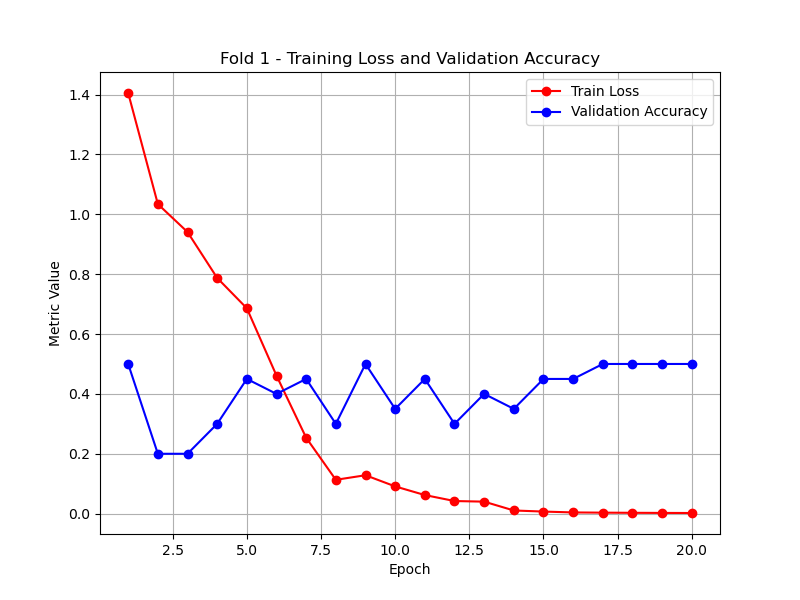 Fold 1 - Training Loss and Validation Accuracy
Train Loss
Validation Accuracy
Metric Value
1.4
1.2
1.0
0.8
0.6
0.4
0.2
0.0
2.5 5.0 7.5 10.0 12.5 15.0 17.5 20.0
Epoch